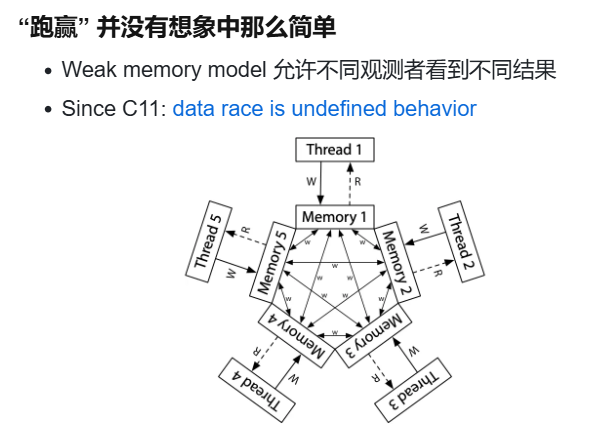 “跑赢” 并没有想象中那么简单
Weak memory model 允许不同观测者看到不同结果
Since C11: data race is undefined behavior
Thread 1
W
R
Memory 1
Thread 5
R
W
Memory 5
Memory 2
W
R
Thread 2
w
w
w
w
w
w
w
w
w
w
Memory 4
Memory 3
R
W
Thread 4
R
W
Thread 3